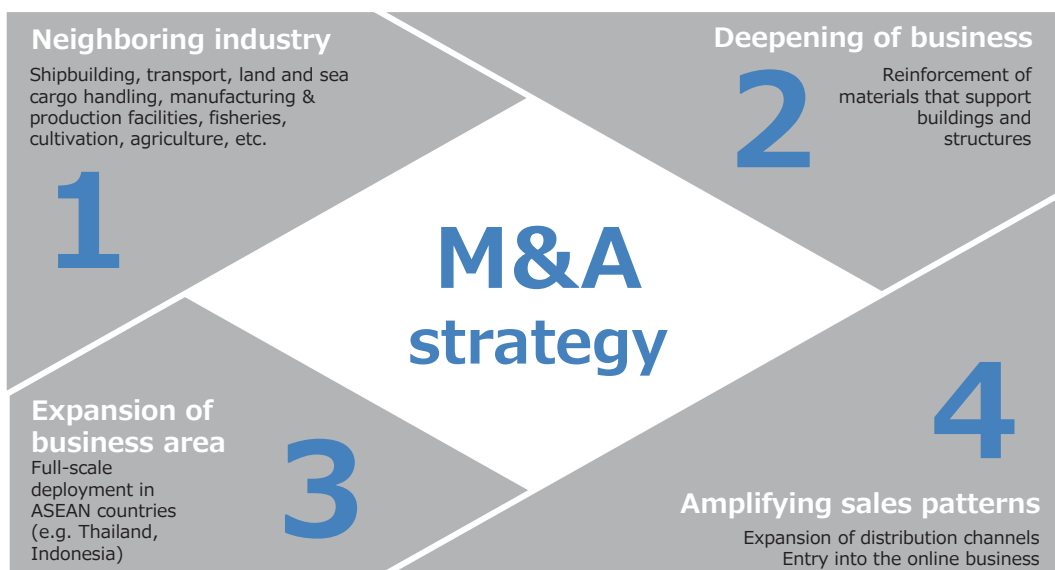 Neighboring industry
Shipbuilding, transport, land and sea
cargo handling, manufacturing &
production facilities, fisheries,
cultivation, agriculture, etc.
1
Deepening of business
2
Reinforcement of
materials that support
buildings and
structures
M&A
strategy
Expansion of
business area
Full-scale
deployment in
ASEAN countries
(e.g. Thailand,
Indonesia)
3
4
Amplifying sales patterns
Expansion of distribution channels
Entry into the online business